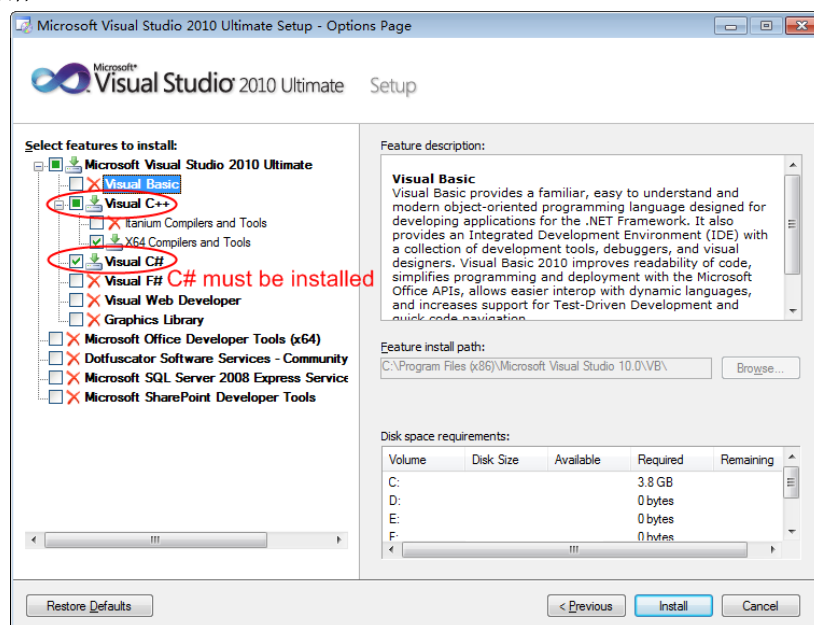 Microsoft Visual Studio 2010 Ultimate Setup - Options Page
Microsoft
Visual Studio 2010 Ultimate Setup
Select features to install:
Microsoft Visual Studio 2010 Ultimate
Visual Basic
Visual C++
Itanium Compilers and Tools
X64 Compilers and Tools
Visual C#
Visual F# C# must be installed
Visual Web Developer
Graphics Library
Microsoft Office Developer Tools (x64)
Dotfuscator Software Services - Community
Microsoft SQL Server 2008 Express Service
Microsoft SharePoint Developer Tools
Feature description:
Visual Basic
Visual Basic provides a familiar, easy to understand and
modern object-oriented programming language designed for
developing applications for the .NET Framework. It also
provides an Integrated Development Environment (IDE) with
a collection of development tools, debuggers, and visual
designers. Visual Basic 2010 improves readability of code,
simplifies programming and deployment with the Microsoft
Office APIs, allows easier interop with dynamic languages,
and increases support for Test-Driven Development and
quick code navigation
Feature install path:
C:\Program Files (x86)\Microsoft Visual Studio 10.0\VB\ Browse...
Disk space requirements:
Volume Disk Size Available Required Remaining
C: 3.8 GB
D: 0 bytes
E: 0 bytes
F: 0 bytes
Restore Defaults < Previous Install Cancel